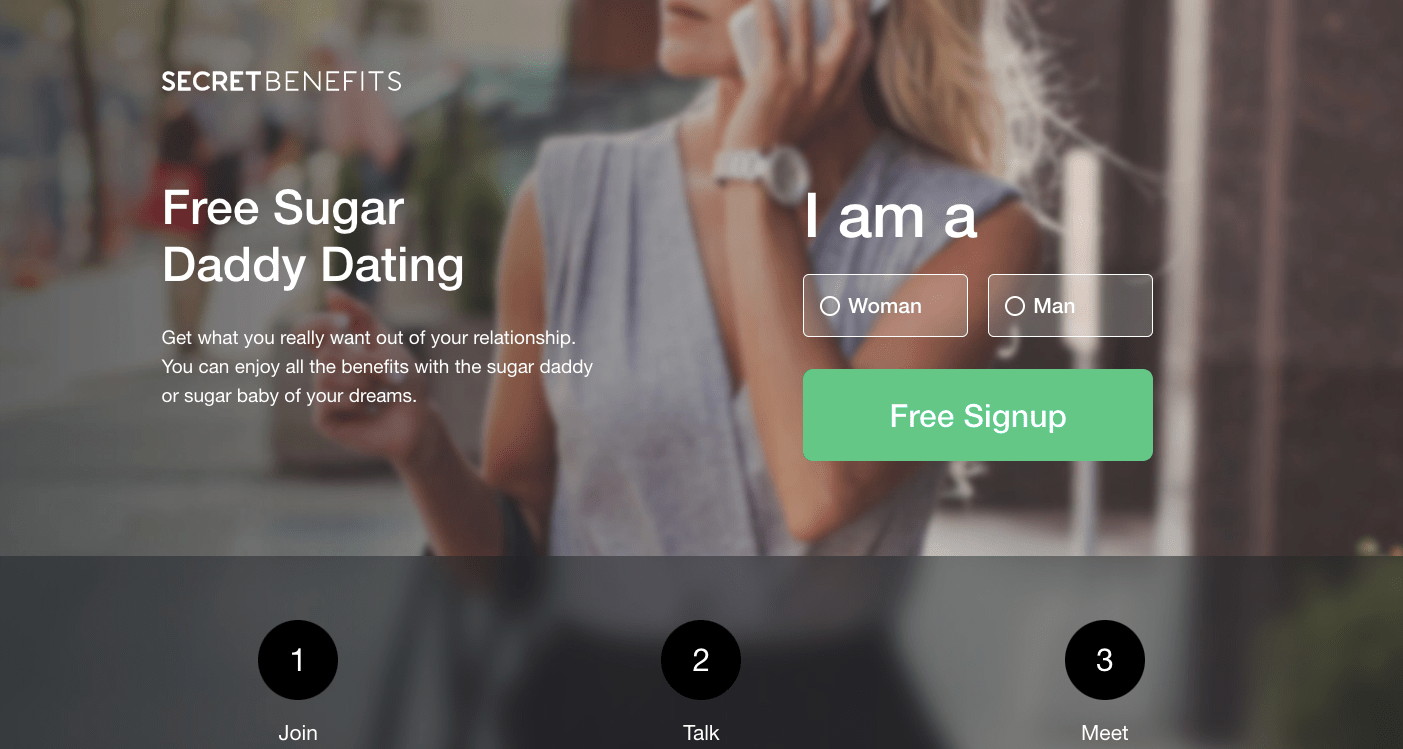 SECRETBENEFITS
Free Sugar
Daddy Dating
Get what you really want out of your relationship.
You can enjoy all the benefits with the sugar daddy
or sugar baby of your dreams.
I am a
Woman
Man
Free Signup
1
2
3
Join
Talk
Meet